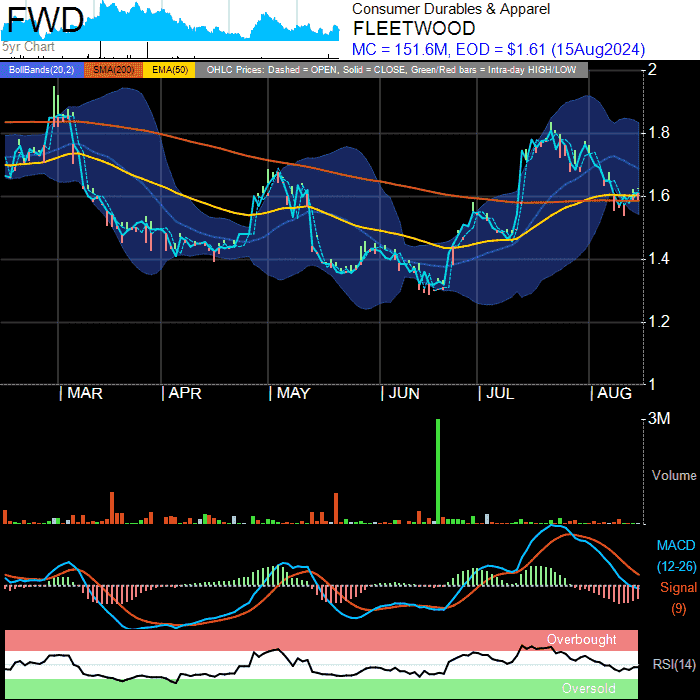 FWD
5yr Chart
Consumer Durables & Apparel
FLEETWOOD
MC = 151.6M, EOD = $1.61 (15Aug2024)
BollBands(20,2) SMA(200) EMA(50) OHLC Prices: Dashed = OPEN, Solid = CLOSE, Green/Red bars = Intra-day HIGH/LOW
2
1.8
1.6
1.4
1.2
1
MAR APR MAY JUN JUL AUG
3M
Volume
MACD
(12-26)
Signal
(9)
Overbought
RSI(14)
Oversold